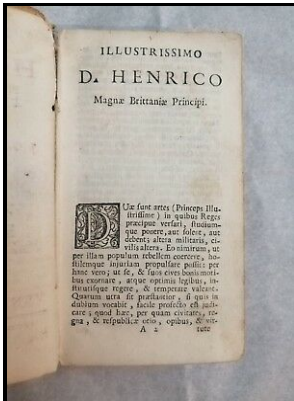 ILLUSTRISSIMO
D. HENRICO
Magnæ Brittaniæ Principi.
DUæ sunt artes (Princeps Illu-
strissime) in quibus Reges
præcipue versari, studium-
que ponere, aut solent, aut
debent; altera militaris, ci-
vilis altera. Eo nimirum, ut
per illam populum rebellem coercere, ho-
stilemque injuriam propulsare possint per
hanc vero; ut se, & suos cives bonis mori-
bus exornare, atque optimis legibus, in-
stitutisque regere, & temperare valeant.
Quarum utra sit præstantior, si quis in
dubium vocabit, facile profecto est judi-
care; quod hæc, per quam civitates, re-
gna, & respublicæ otio, opibus, & vir-
A 2
tute